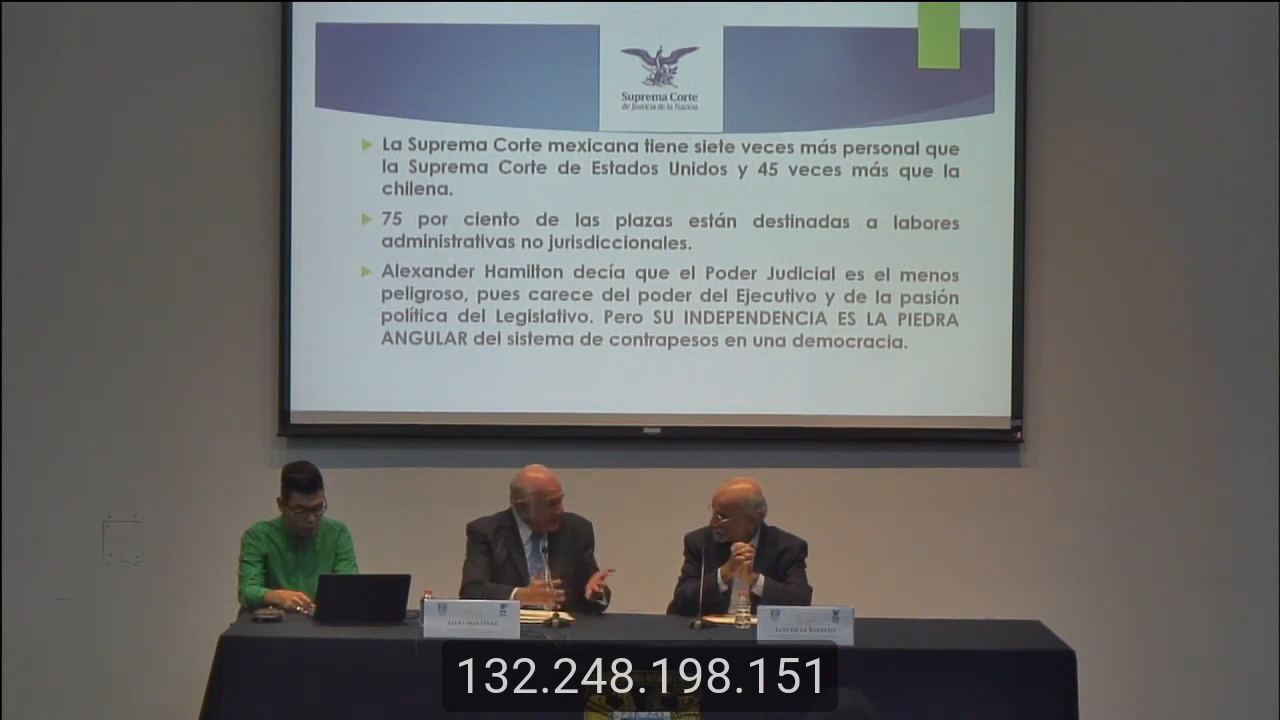 Suprema Corte
de Justicia de la Nación
La Suprema Corte mexicana tiene siete veces más personal que
la Suprema Corte de Estados Unidos y 45 veces más que la
chilena.
75 por ciento de las plazas están destinadas a labores
administrativas no jurisdiccionales.
Alexander Hamilton decía que el Poder Judicial es el menos
peligroso, pues carece del poder del Ejecutivo y de la pasión
política del Legislativo. Pero SU INDEPENDENCIA ES LA PIEDRA
ANGULAR del sistema de contrapesos en una democracia.
LUIS DE LA BARREDA
132.248.198.151